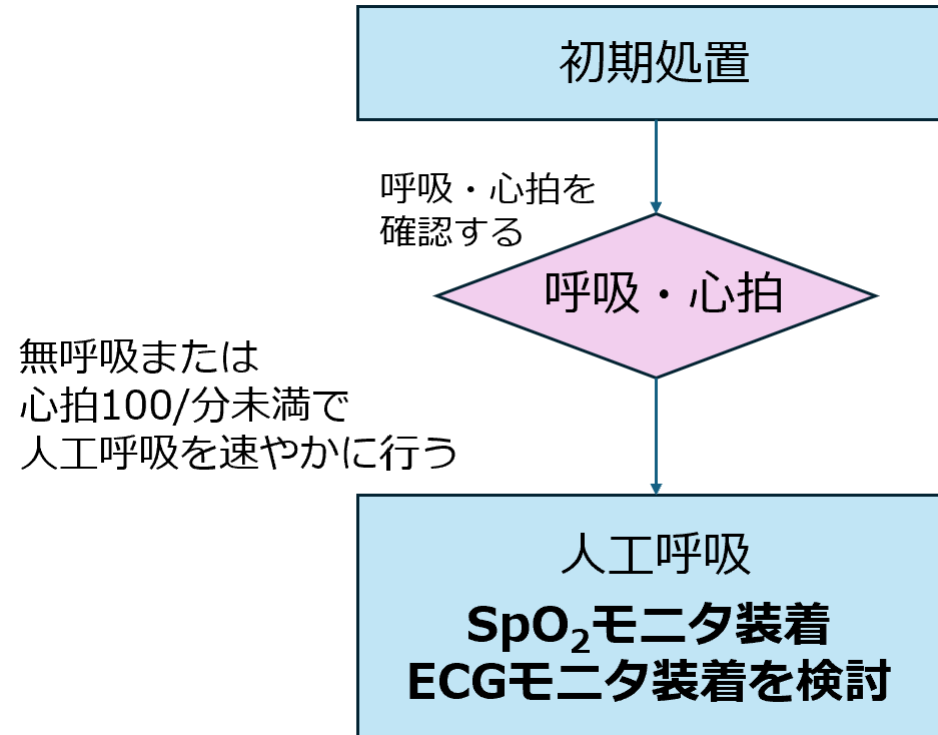 初期処置
呼吸・心拍を
確認する
呼吸・心拍
無呼吸または
心拍100/分未満で
人工呼吸を速やかに行う
人工呼吸
SpO₂モニタ装着
ECGモニタ装着を検討